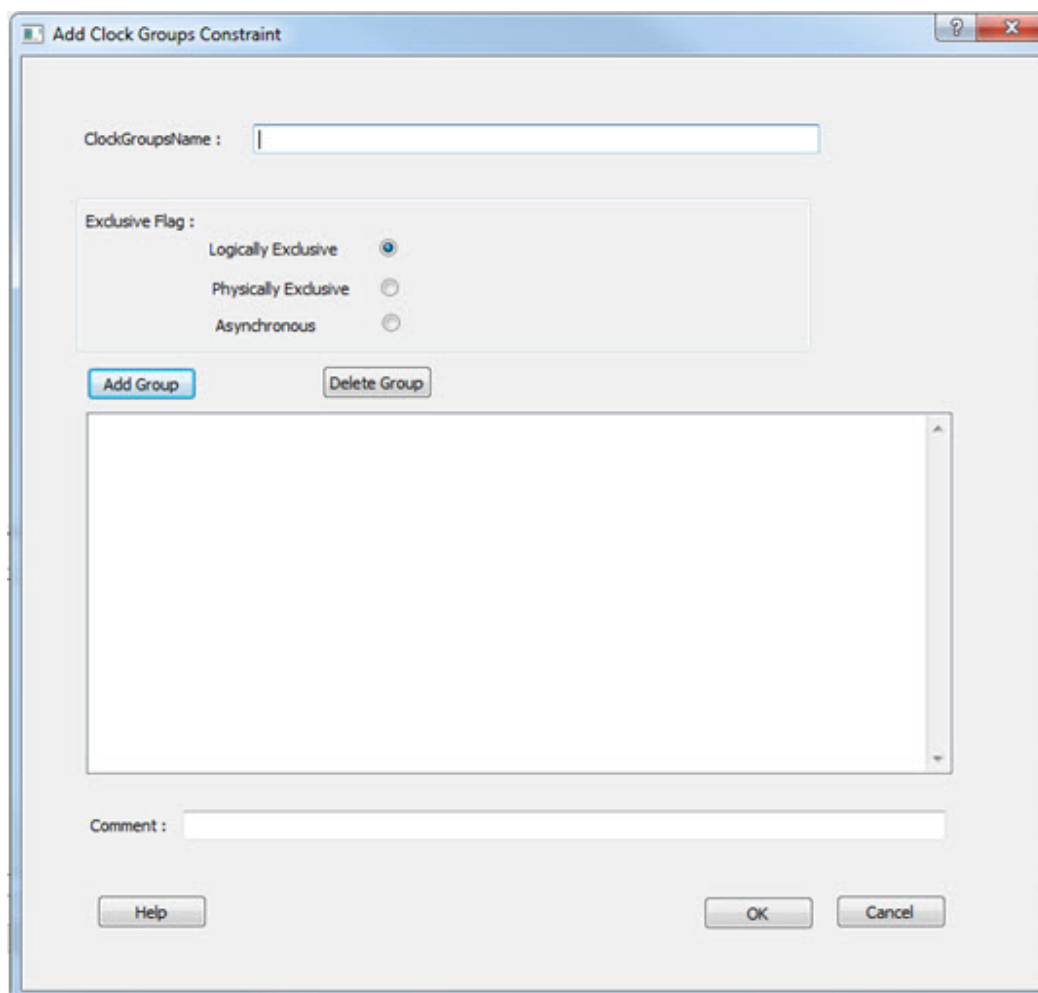 Add Clock Groups Constraint
ClockGroupsName :
Exclusive Flag :
Logically Exclusive
Physically Exclusive
Asynchronous
Add Group Delete Group
Comment :
Help OK Cancel